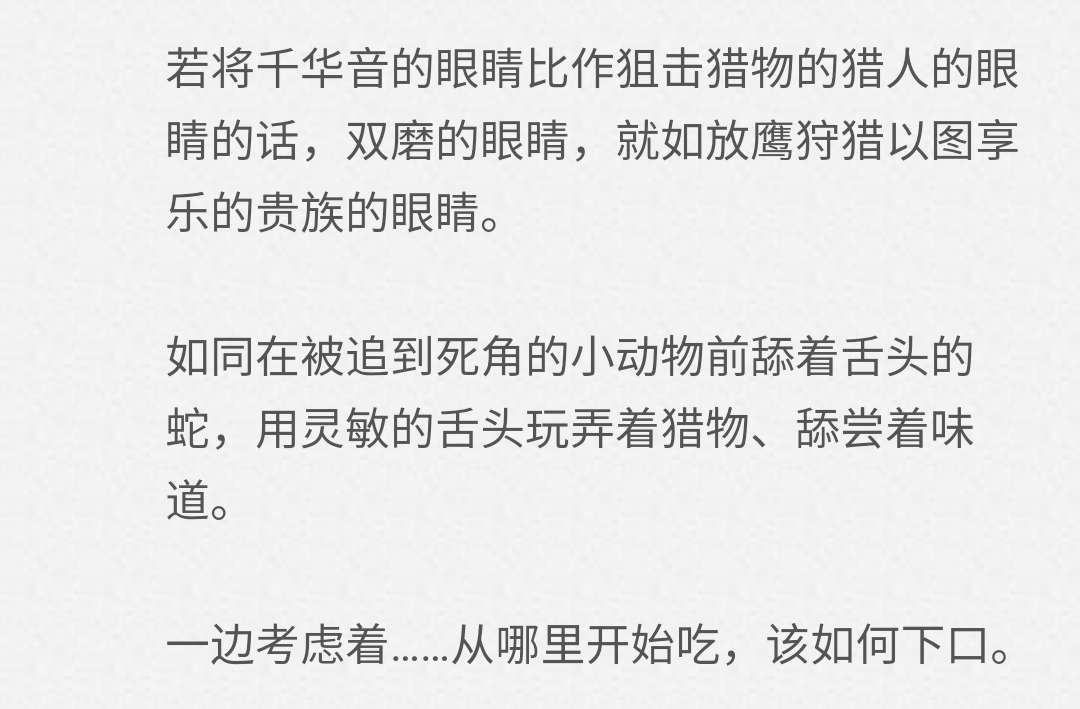 若将千华音的眼睛比作狙击猎物的猎人的眼
睛的话，双磨的眼睛，就如放鹰狩猎以图享
乐的贵族的眼睛。
如同在被追到死角的小动物前舔着舌头的
蛇，用灵敏的舌头玩弄着猎物、舔尝着味
道。
一边考虑着……从哪里开始吃，该如何下口。